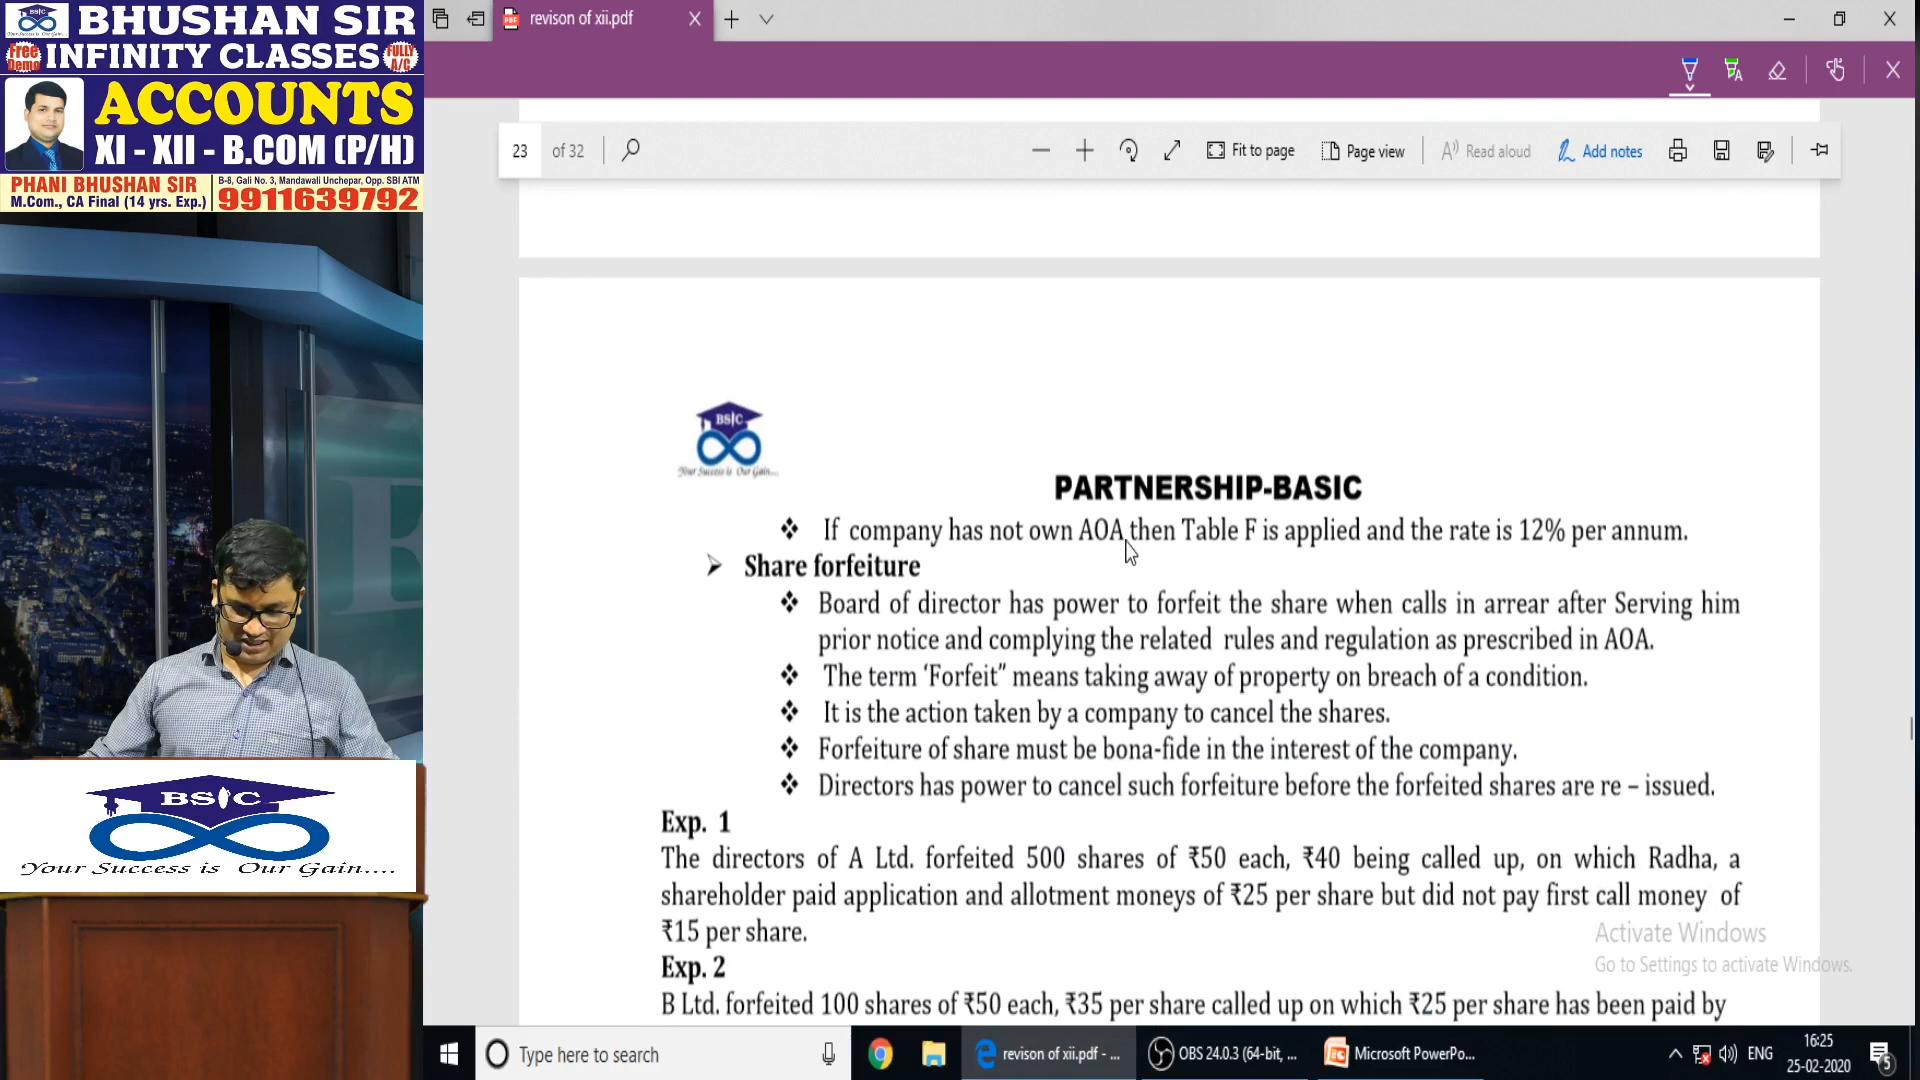 BSIC
BHUSHAN SIR
Free Demo
INFINITY CLASSES
FULLY A/C
ACCOUNTS
XI - XII - B.COM (P/H)
PHANI BHUSHAN SIR
M.Com., CA Final (14 yrs. Exp.)
B-8, Gali No. 3, Mandawali Unchepar, Opp. SBI ATM
9911639792
PDF
revison of xii.pdf
23 of 32
Fit to page
Page view
Read aloud
Add notes
BSIC
Your Success is Our Gain....
PARTNERSHIP-BASIC
❖ If company has not own AOA then Table F is applied and the rate is 12% per annum.
➢ Share forfeiture
❖ Board of director has power to forfeit the share when calls in arrear after Serving him
prior notice and complying the related rules and regulation as prescribed in AOA.
❖ The term ‘Forfeit” means taking away of property on breach of a condition.
❖ It is the action taken by a company to cancel the shares.
❖ Forfeiture of share must be bona-fide in the interest of the company.
❖ Directors has power to cancel such forfeiture before the forfeited shares are re – issued.
Exp. 1
The directors of A Ltd. forfeited 500 shares of ₹50 each, ₹40 being called up, on which Radha, a
shareholder paid application and allotment moneys of ₹25 per share but did not pay first call money of
₹15 per share.
Exp. 2
B Ltd. forfeited 100 shares of ₹50 each, ₹35 per share called up on which ₹25 per share has been paid by
Activate Windows
Go to Settings to activate Windows.
BSIC
Your Success is Our Gain....
Type here to search
revison of xii.pdf - ...
OBS 24.0.3 (64-bit, ...
Microsoft PowerPo...
ENG
16:25
25-02-2020
5